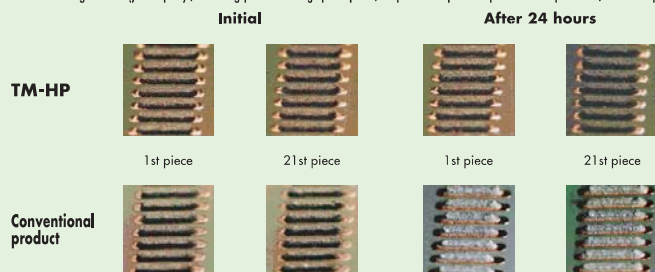 Initial
After 24 hours
TM-HP
1st piece
21st piece
1st piece
21st piece
Conventional
product